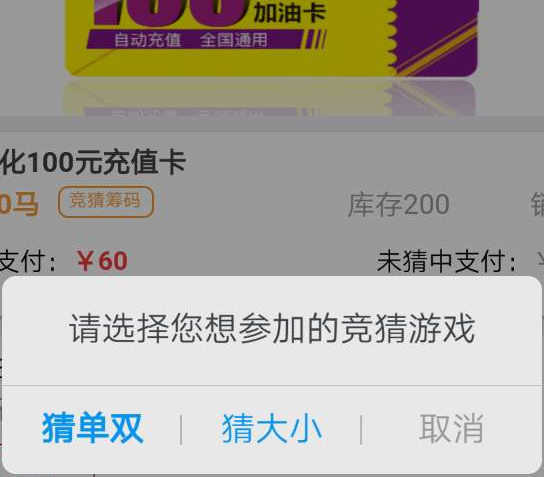 100
加油卡
自动充值 全国通用
化100元充值卡
0马 竞猜筹码 库存200
支付：￥60 未猜中支付：
请选择您想参加的竞猜游戏
猜单双 | 猜大小 | 取消